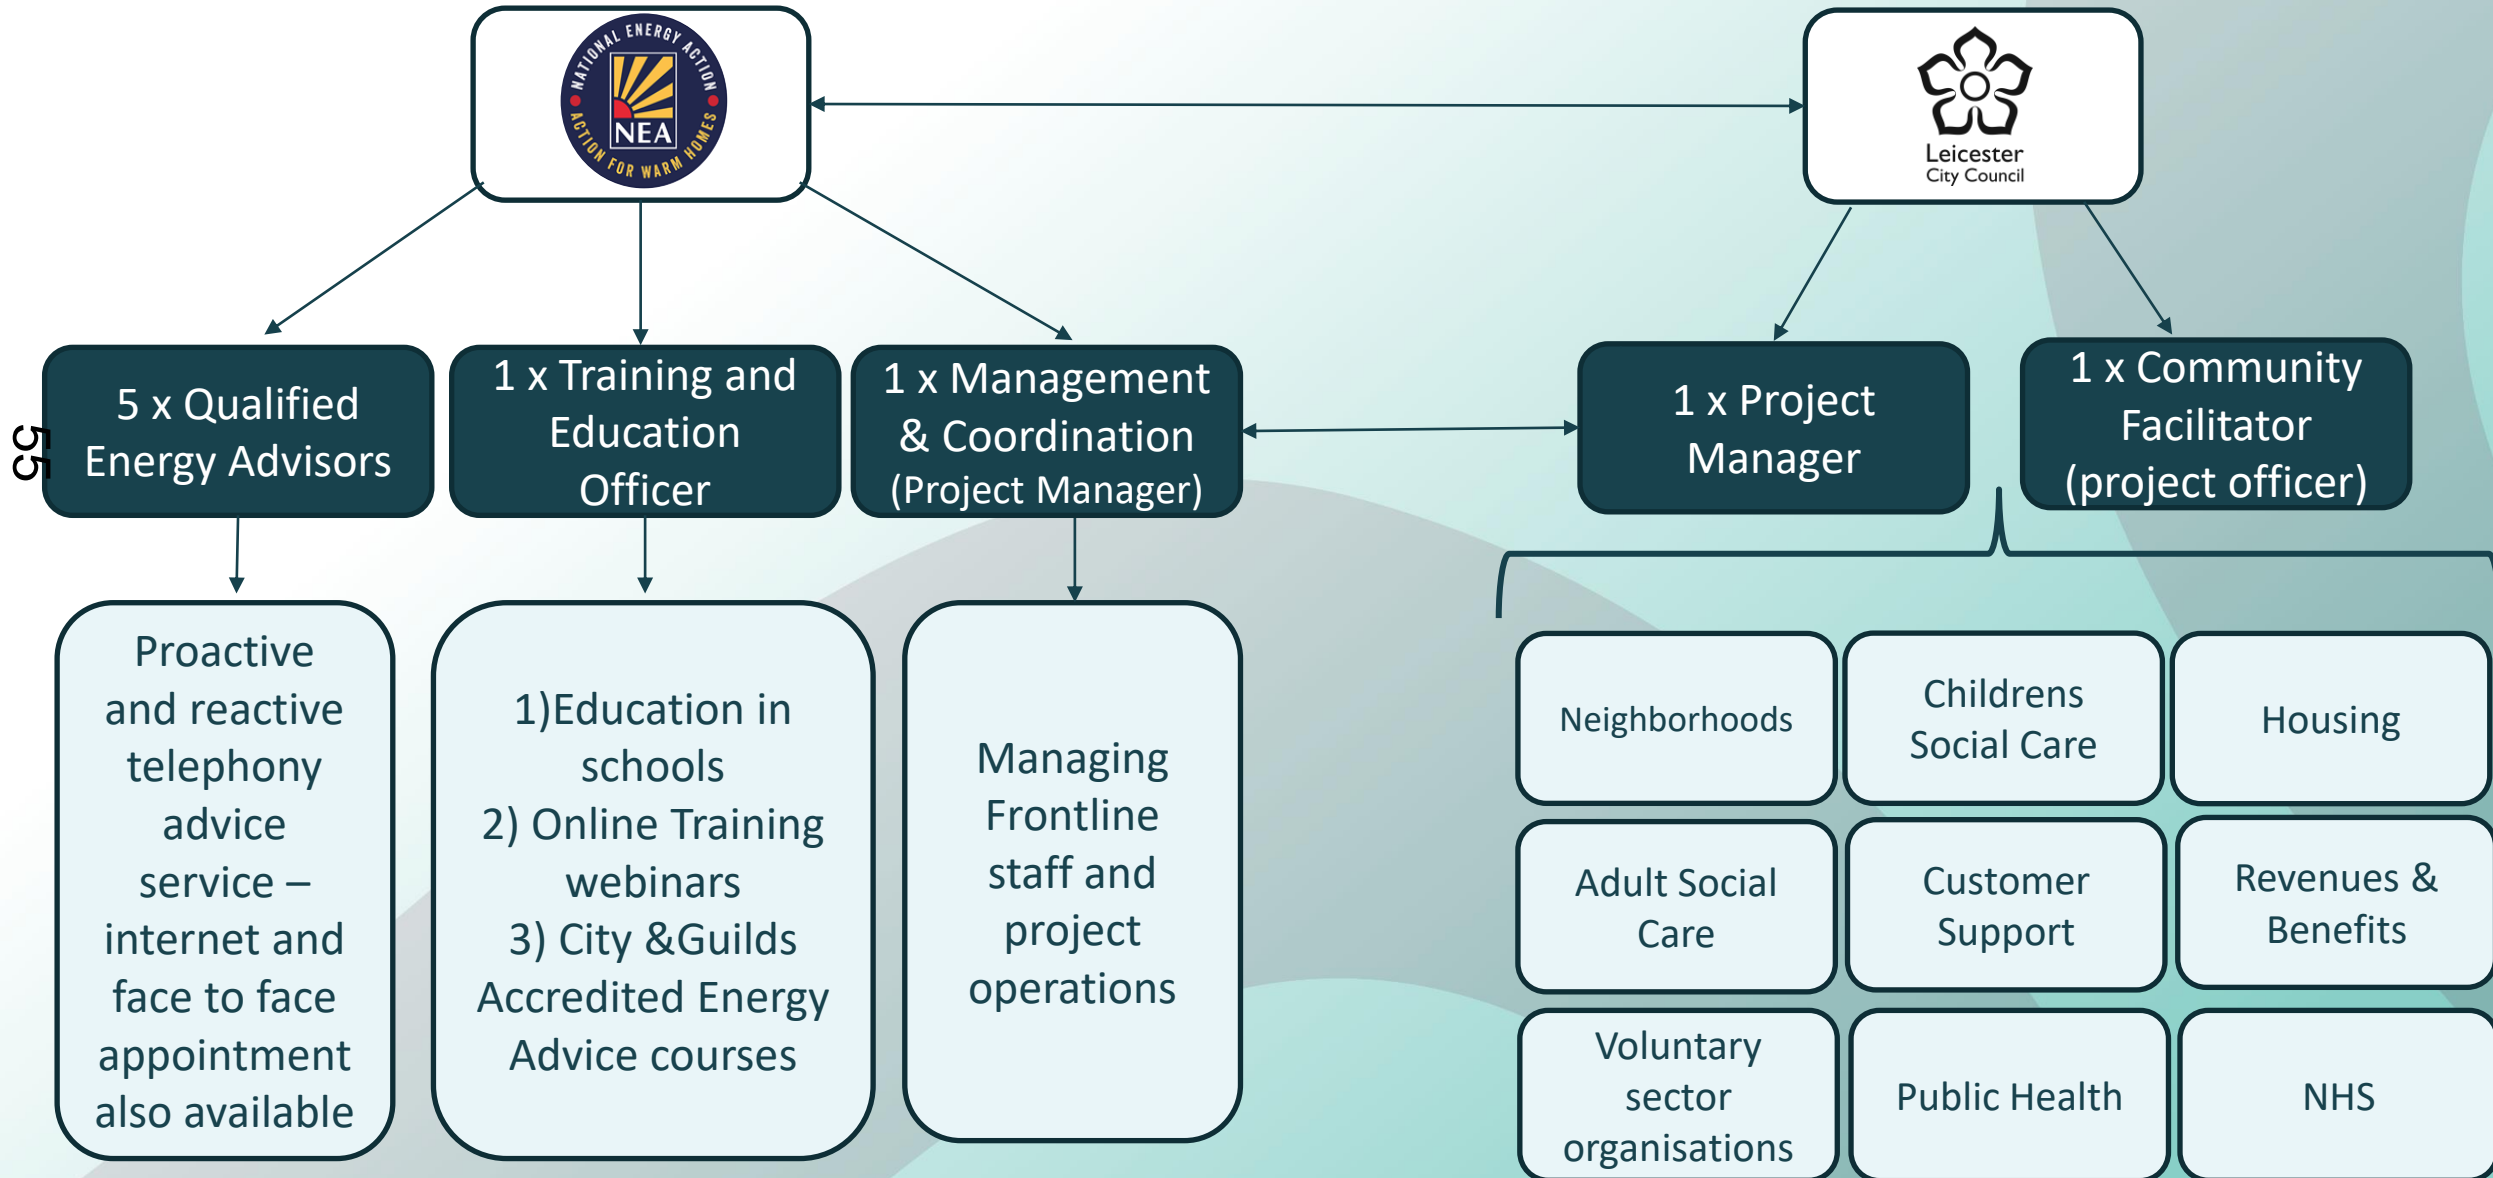 NATIONAL ENERGY ACTION
NEA
ACTION FOR WARM HOMES
Leicester
City Council
5 x Qualified
Energy Advisors
1 x Training and
Education
Officer
1 x Management
& Coordination
(Project Manager)
1 x Project
Manager
1 x Community
Facilitator
(project officer)
55
Proactive
and reactive
telephony
advice
service –
internet and
face to face
appointment
also available
1)Education in
schools
2) Online Training
webinars
3) City &Guilds
Accredited Energy
Advice courses
Managing
Frontline
staff and
project
operations
Neighborhoods
Childrens
Social Care
Housing
Adult Social
Care
Customer
Support
Revenues &
Benefits
Voluntary
sector
organisations
Public Health
NHS